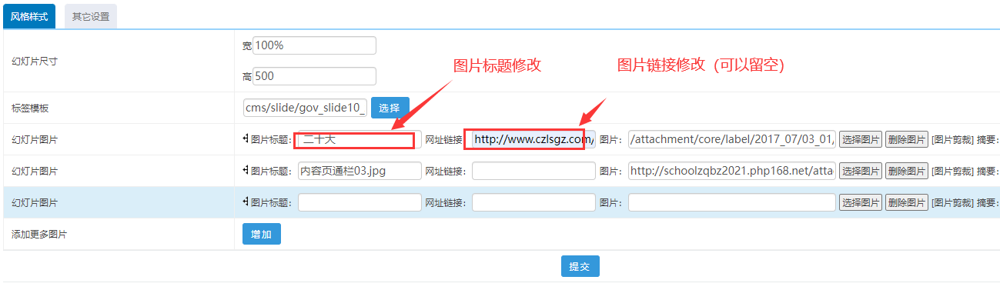 风格样式 其它设置
图片标题修改 图片链接修改（可以留空）
幻灯片尺寸 宽 100%
高 500
标签模板 cms/slide/gov_slide10_ 选择
幻灯片图片 图片标题： 二十大 网址链接 http://www.czlsgz.com/ 图片： /attachment/core/label/2017_07/03_01/ 选择图片 删除图片 [图片剪裁] 摘要：
幻灯片图片 图片标题： 内容页通栏03.jpg 网址链接： 图片： http://schoolzqbz2021.php168.net/atta 选择图片 删除图片 [图片剪裁] 摘要：
幻灯片图片 图片标题： 网址链接： 图片： 选择图片 删除图片 [图片剪裁] 摘要：
添加更多图片 增加
提交